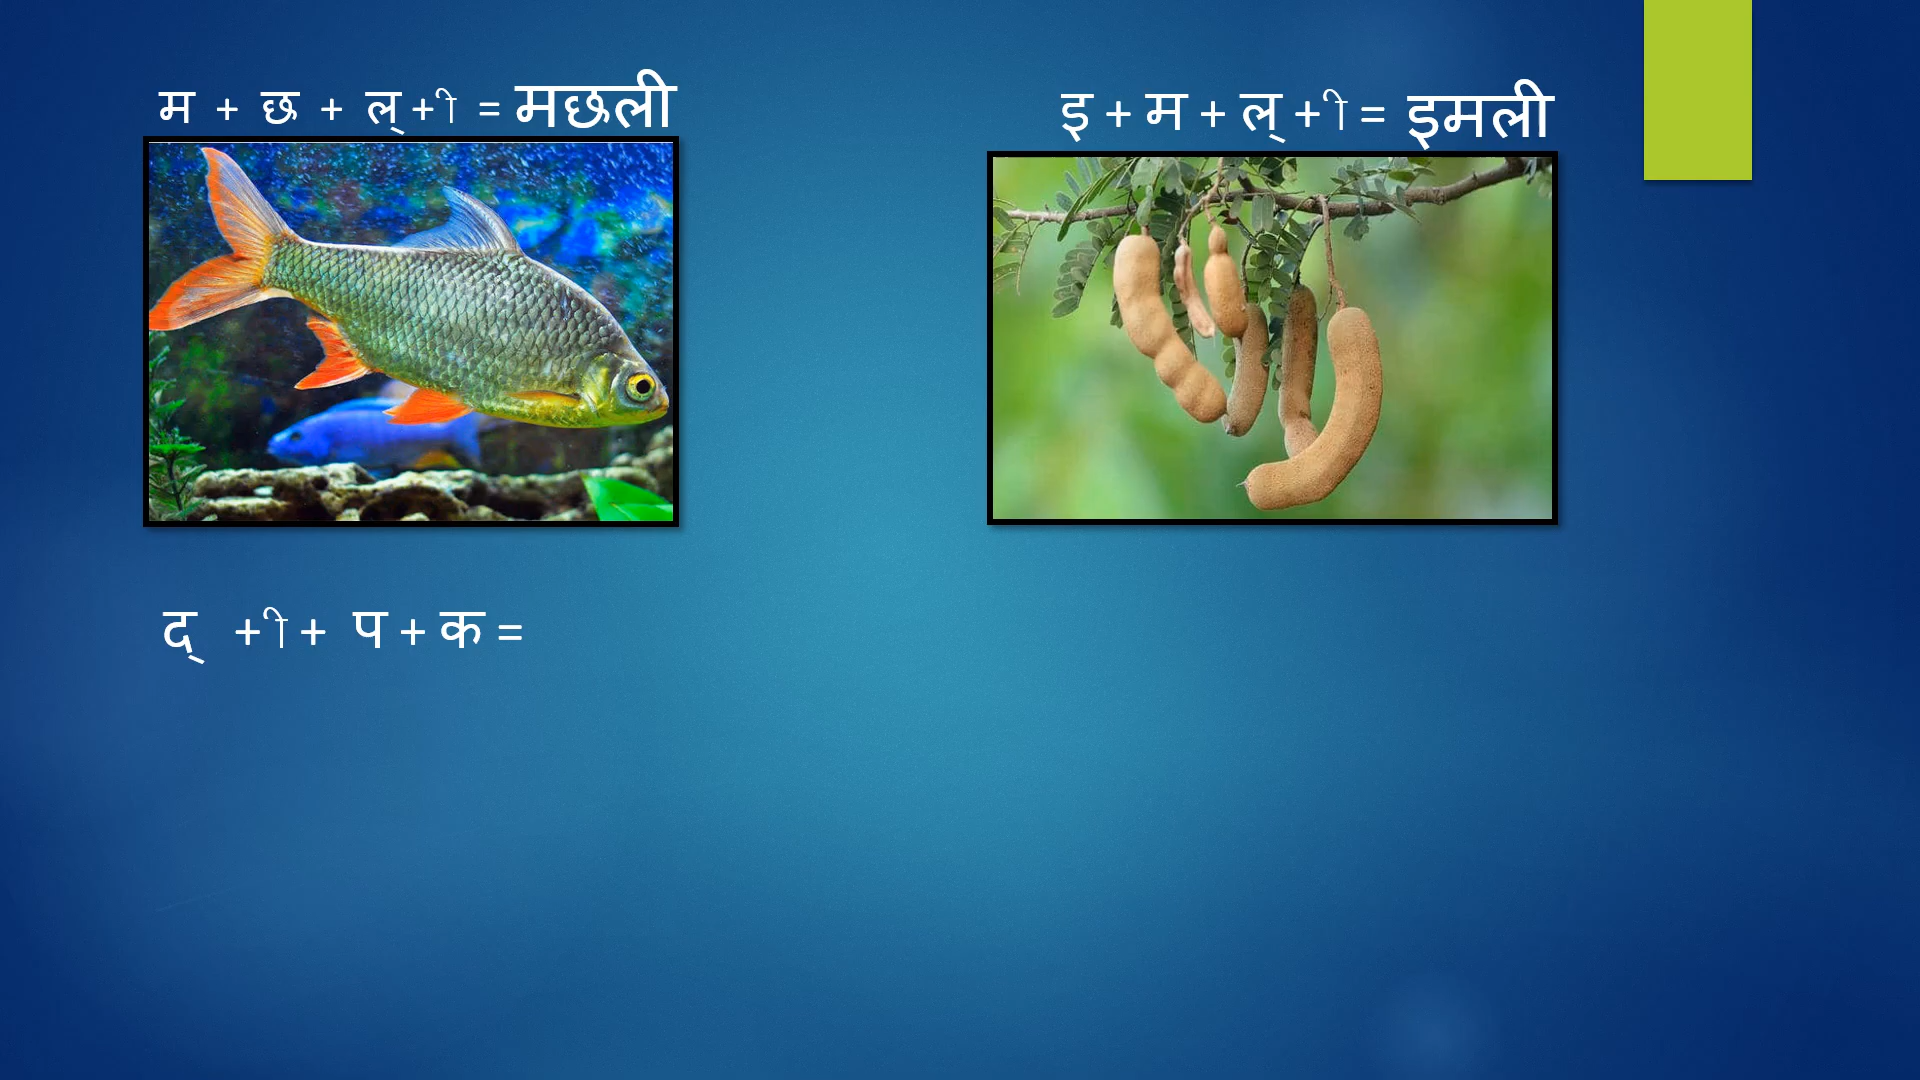 म + छ + ल् + ी = मछली
इ + म + ल् + ी = इमली
द् + ी + प + क =